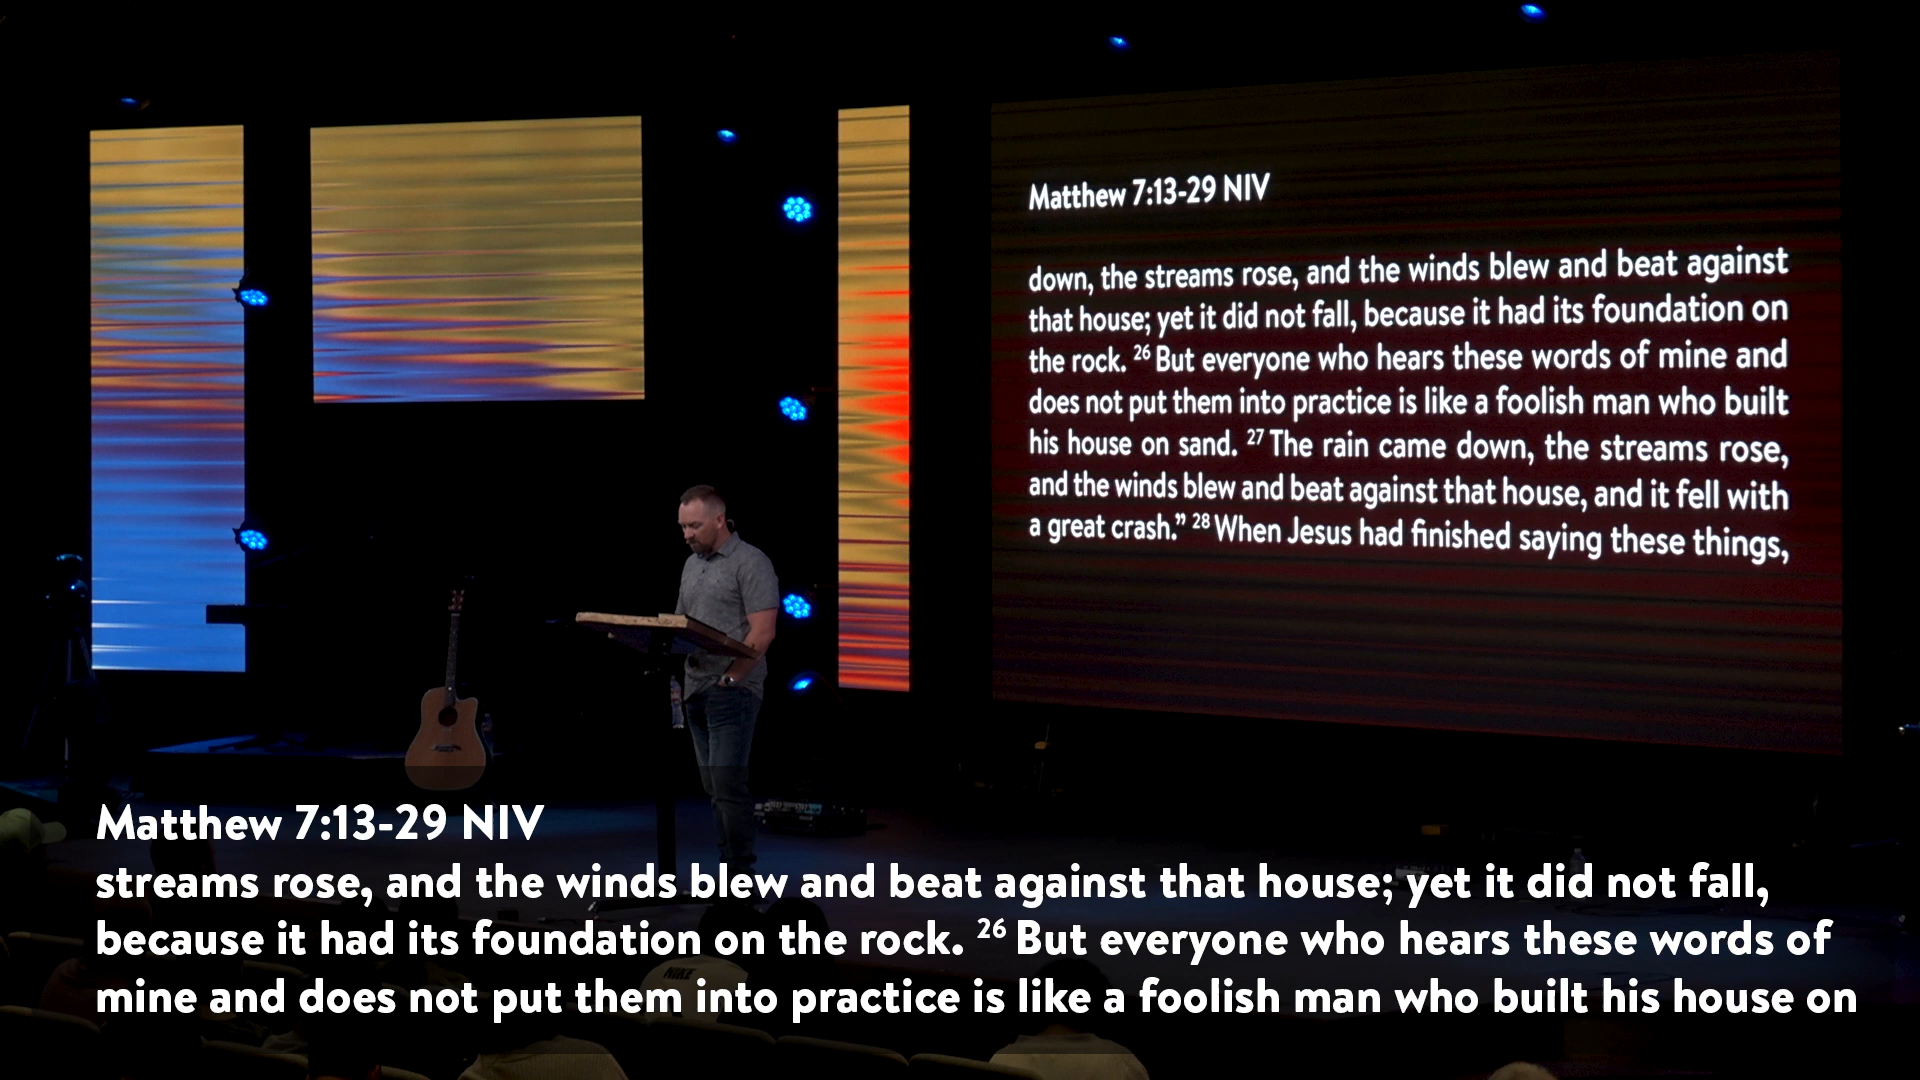 Matthew 7:13-29 NIV
down, the streams rose, and the winds blew and beat against
that house; yet it did not fall, because it had its foundation on
the rock. 26 But everyone who hears these words of mine and
does not put them into practice is like a foolish man who built
his house on sand. 27 The rain came down, the streams rose,
and the winds blew and beat against that house, and it fell with
a great crash.” 28 When Jesus had finished saying these things,
Matthew 7:13-29 NIV
streams rose, and the winds blew and beat against that house; yet it did not fall,
because it had its foundation on the rock. 26 But everyone who hears these words of
mine and does not put them into practice is like a foolish man who built his house on
NIKE